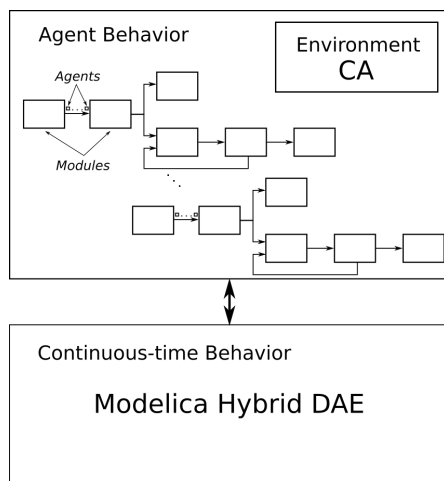 Agent Behavior
Environment
CA
Agents
Modules
Continuous-time Behavior
Modelica Hybrid DAE